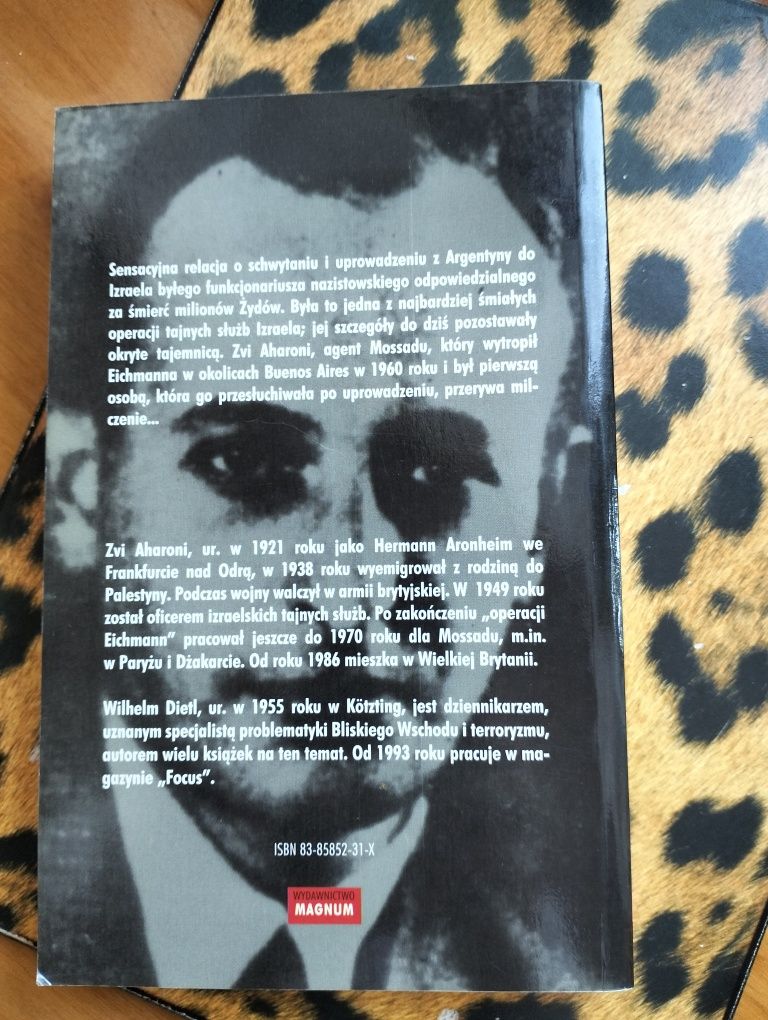 Sensacyjna relacja o schwytaniu i uprowadzeniu z Argentyny do
Izraela byłego funkcjonariusza nazistowskiego odpowiedzialnego
za śmierć milionów Żydów. Była to jedna z najbardziej śmiałych
operacji tajnych służb Izraela; jej szczegóły do dziś pozostawały
okryte tajemnicą. Zvi Aharoni, agent Mossadu, który wytropił
Eichmanna w okolicach Buenos Aires w 1960 roku i był pierwszą
osobą, która go przesłuchiwała po uprowadzeniu, przerywa mil-
czenie...
Zvi Aharoni, ur. w 1921 roku jako Hermann Aronheim we
Frankfurcie nad Odrą, w 1938 roku wyemigrował z rodziną do
Palestyny. Podczas wojny walczył w armii brytyjskiej. W 1949 roku
został oficerem izraelskich tajnych służb. Po zakończeniu „operacji
Eichmann” pracował jeszcze do 1970 roku dla Mossadu, m.in.
w Paryżu i Dżakarcie. Od roku 1986 mieszka w Wielkiej Brytanii.
Wilhelm Dietl, ur. w 1955 roku w Kötzting, jest dziennikarzem,
uznanym specjalistą problematyki Bliskiego Wschodu i terroryzmu,
autorem wielu książek na ten temat. Od 1993 roku pracuje w ma-
gazynie „Focus”.
ISBN 83-85852-31-X
WYDAWNICTWO
MAGNUM